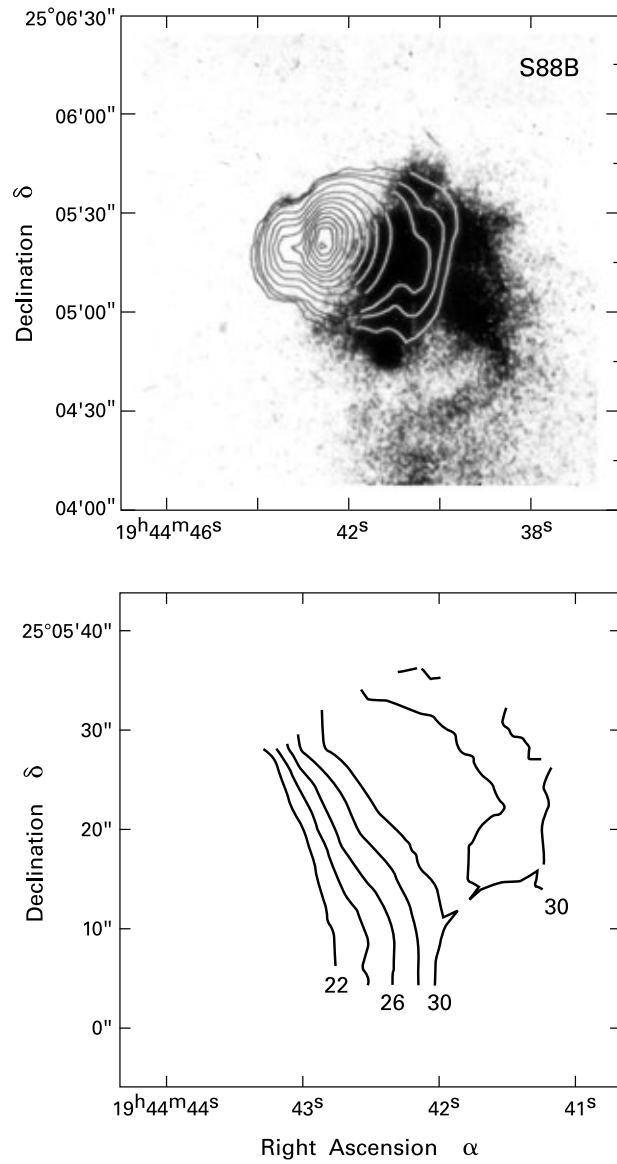 25°06'30"
S88B
06'00"
05'30"
05'00"
04'30"
04'00"
Declination δ
19h44m46s 42s 38s
25°05'40"
30"
20"
10"
0"
Declination δ
22 26 30 30
19h44m44s 43s 42s 41s
Right Ascension α